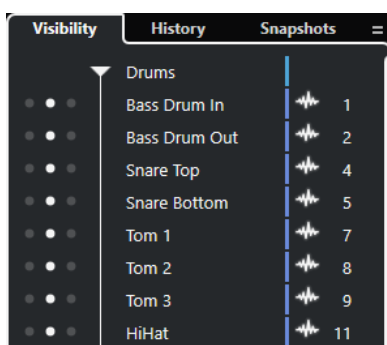 Visibility History Snapshots
Drums
Bass Drum In 1
Bass Drum Out 2
Snare Top 4
Snare Bottom 5
Tom 1 7
Tom 2 8
Tom 3 9
HiHat 11